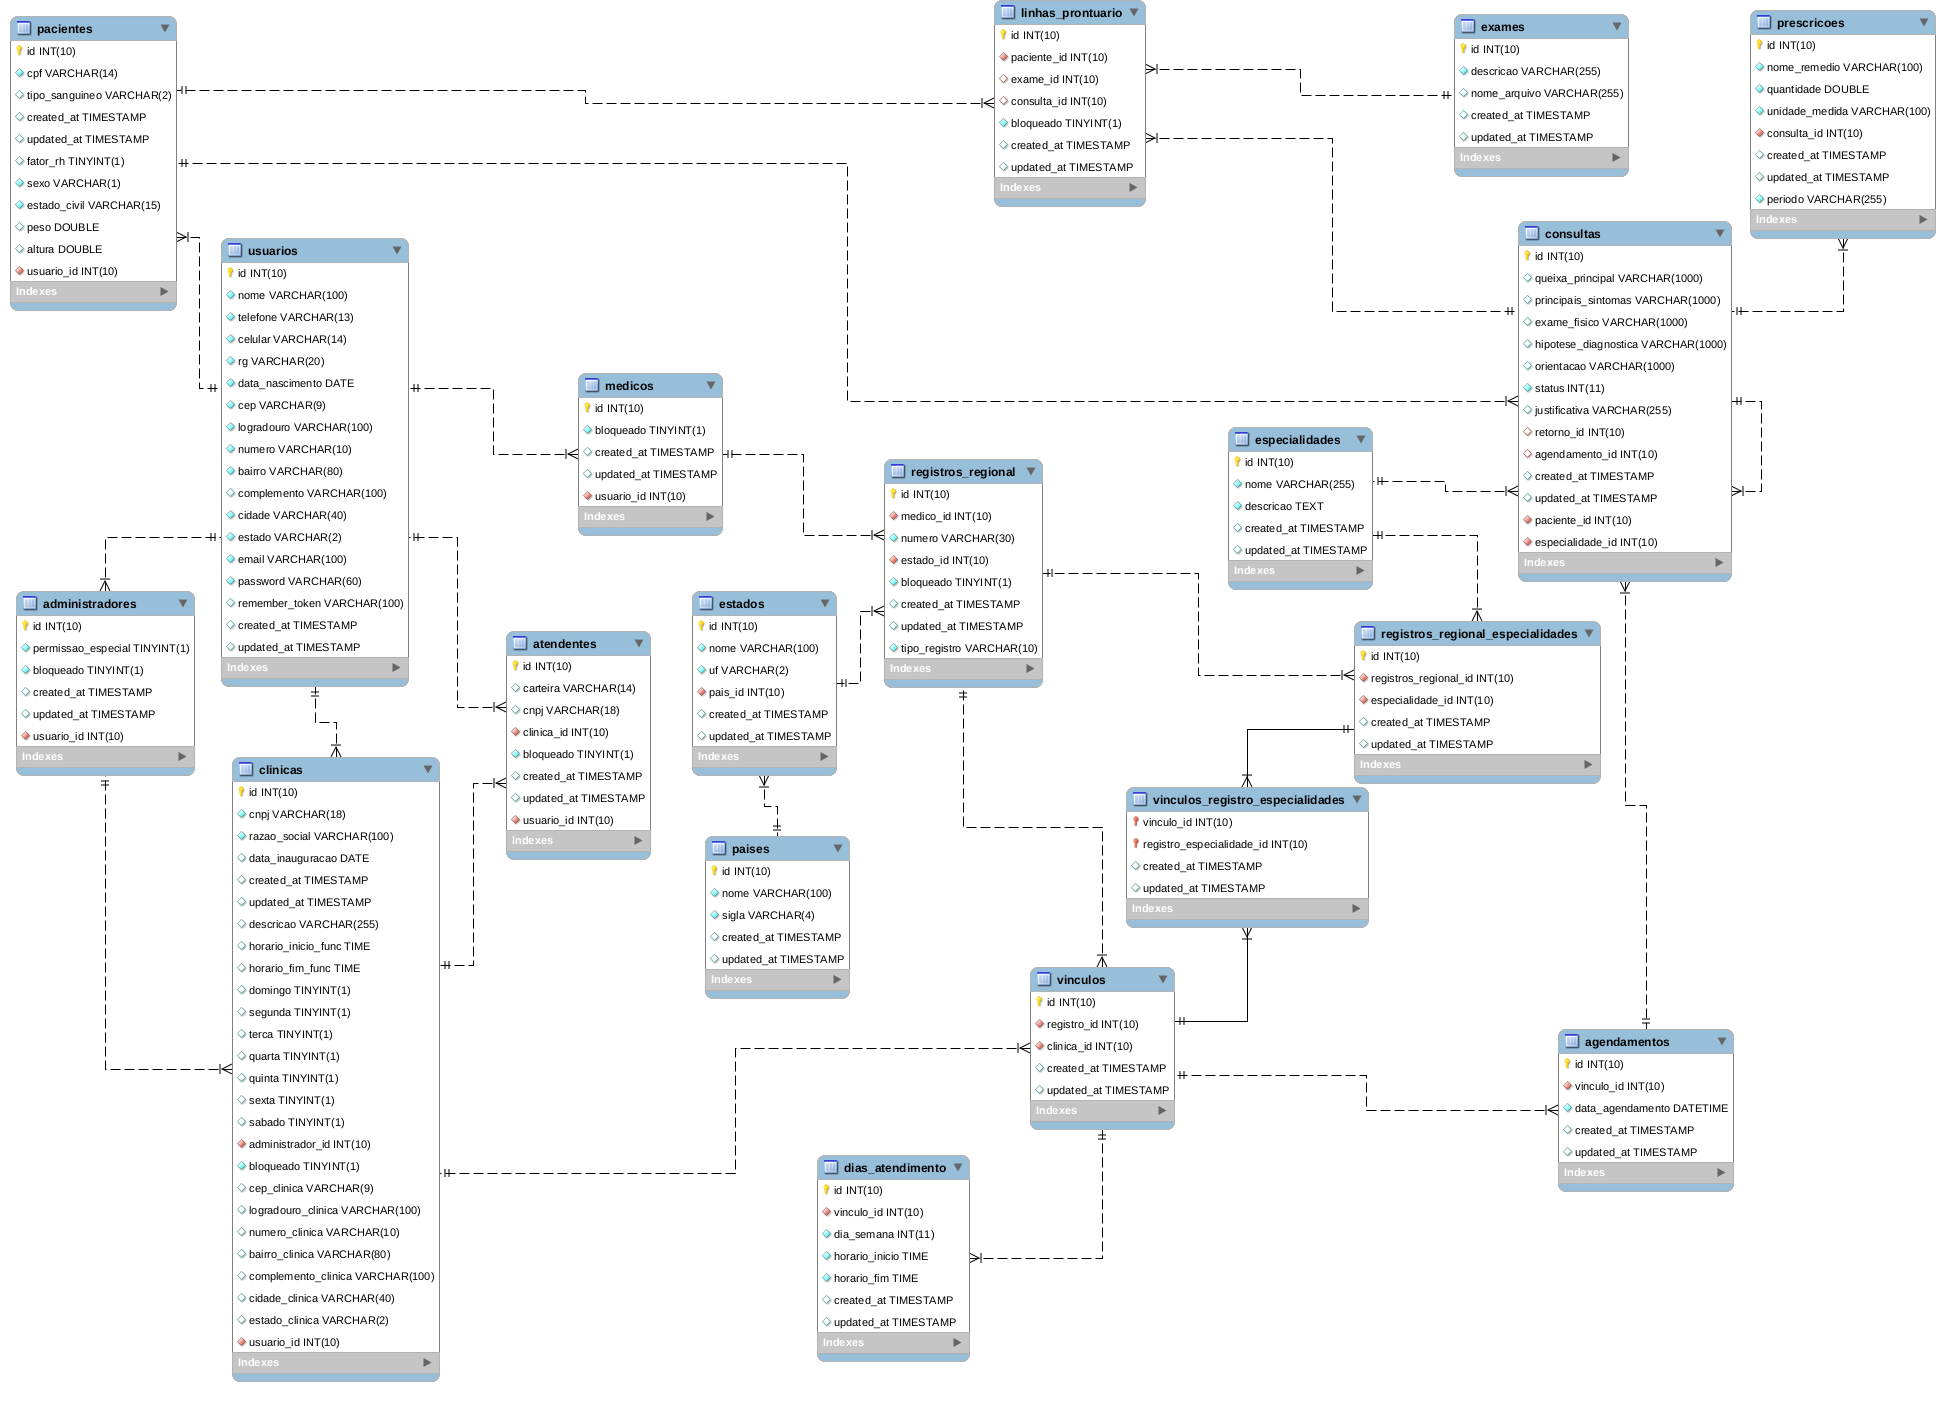 pacientes
id INT(10)
cpf VARCHAR(14)
tipo_sanguineo VARCHAR(2)
created_at TIMESTAMP
updated_at TIMESTAMP
fator_rh TINYINT(1)
sexo VARCHAR(1)
estado_civil VARCHAR(15)
peso DOUBLE
altura DOUBLE
usuario_id INT(10)
Indexes
linhas_prontuario
id INT(10)
paciente_id INT(10)
exame_id INT(10)
consulta_id INT(10)
bloqueado TINYINT(1)
created_at TIMESTAMP
updated_at TIMESTAMP
Indexes
exames
id INT(10)
descricao VARCHAR(255)
nome_arquivo VARCHAR(255)
created_at TIMESTAMP
updated_at TIMESTAMP
Indexes
prescricoes
id INT(10)
nome_remedio VARCHAR(100)
quantidade DOUBLE
unidade_medida VARCHAR(100)
consulta_id INT(10)
created_at TIMESTAMP
updated_at TIMESTAMP
periodo VARCHAR(255)
Indexes
usuarios
id INT(10)
nome VARCHAR(100)
telefone VARCHAR(13)
celular VARCHAR(14)
rg VARCHAR(20)
data_nascimento DATE
cep VARCHAR(9)
logradouro VARCHAR(100)
numero VARCHAR(10)
bairro VARCHAR(80)
complemento VARCHAR(100)
cidade VARCHAR(40)
estado VARCHAR(2)
email VARCHAR(100)
password VARCHAR(60)
remember_token VARCHAR(100)
created_at TIMESTAMP
updated_at TIMESTAMP
Indexes
consultas
id INT(10)
queixa_principal VARCHAR(1000)
principais_sintomas VARCHAR(1000)
exame_fisico VARCHAR(1000)
hipotese_diagnostica VARCHAR(1000)
orientacao VARCHAR(1000)
status INT(11)
justificativa VARCHAR(255)
retorno_id INT(10)
agendamento_id INT(10)
created_at TIMESTAMP
updated_at TIMESTAMP
paciente_id INT(10)
especialidade_id INT(10)
Indexes
medicos
id INT(10)
bloqueado TINYINT(1)
created_at TIMESTAMP
updated_at TIMESTAMP
usuario_id INT(10)
Indexes
especialidades
id INT(10)
nome VARCHAR(255)
descricao TEXT
created_at TIMESTAMP
updated_at TIMESTAMP
Indexes
registros_regional
id INT(10)
medico_id INT(10)
numero VARCHAR(30)
estado_id INT(10)
bloqueado TINYINT(1)
created_at TIMESTAMP
updated_at TIMESTAMP
tipo_registro VARCHAR(10)
Indexes
administradores
id INT(10)
permissao_especial TINYINT(1)
bloqueado TINYINT(1)
created_at TIMESTAMP
updated_at TIMESTAMP
usuario_id INT(10)
Indexes
estados
id INT(10)
nome VARCHAR(100)
uf VARCHAR(2)
pais_id INT(10)
created_at TIMESTAMP
updated_at TIMESTAMP
Indexes
atendentes
id INT(10)
carteira VARCHAR(14)
cnpj VARCHAR(18)
clinica_id INT(10)
bloqueado TINYINT(1)
created_at TIMESTAMP
updated_at TIMESTAMP
usuario_id INT(10)
Indexes
registros_regional_especialidades
id INT(10)
registros_regional_id INT(10)
especialidade_id INT(10)
created_at TIMESTAMP
updated_at TIMESTAMP
Indexes
clinicas
id INT(10)
cnpj VARCHAR(18)
razao_social VARCHAR(100)
data_inauguracao DATE
created_at TIMESTAMP
updated_at TIMESTAMP
descricao VARCHAR(255)
horario_inicio_func TIME
horario_fim_func TIME
domingo TINYINT(1)
segunda TINYINT(1)
terca TINYINT(1)
quarta TINYINT(1)
quinta TINYINT(1)
sexta TINYINT(1)
sabado TINYINT(1)
administrador_id INT(10)
bloqueado TINYINT(1)
cep_clinica VARCHAR(9)
logradouro_clinica VARCHAR(100)
numero_clinica VARCHAR(10)
bairro_clinica VARCHAR(80)
complemento_clinica VARCHAR(100)
cidade_clinica VARCHAR(40)
estado_clinica VARCHAR(2)
usuario_id INT(10)
Indexes
vinculos_registro_especialidades
vinculo_id INT(10)
registro_especialidade_id INT(10)
created_at TIMESTAMP
updated_at TIMESTAMP
Indexes
paises
id INT(10)
nome VARCHAR(100)
sigla VARCHAR(4)
created_at TIMESTAMP
updated_at TIMESTAMP
Indexes
vinculos
id INT(10)
registro_id INT(10)
clinica_id INT(10)
created_at TIMESTAMP
updated_at TIMESTAMP
Indexes
agendamentos
id INT(10)
vinculo_id INT(10)
data_agendamento DATETIME
created_at TIMESTAMP
updated_at TIMESTAMP
Indexes
dias_atendimento
id INT(10)
vinculo_id INT(10)
dia_semana INT(11)
horario_inicio TIME
horario_fim TIME
created_at TIMESTAMP
updated_at TIMESTAMP
Indexes